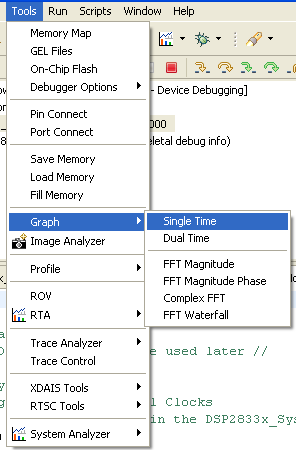 Tools Run Scripts Window Help
Memory Map
GEL Files
On-Chip Flash
Debugger Options
- Device Debugging]
Pin Connect
000
Port Connect
eletal debug info)
Save Memory
Load Memory
Fill Memory
Graph
Single Time
Image Analyzer
Dual Time
Profile
FFT Magnitude
FFT Magnitude Phase
ROV
Complex FFT
RTA
FFT Waterfall
Trace Analyzer
e used later //
Trace Control
XDAIS Tools
RTSC Tools
l Clocks
in the DSP2833x_Sys
System Analyzer